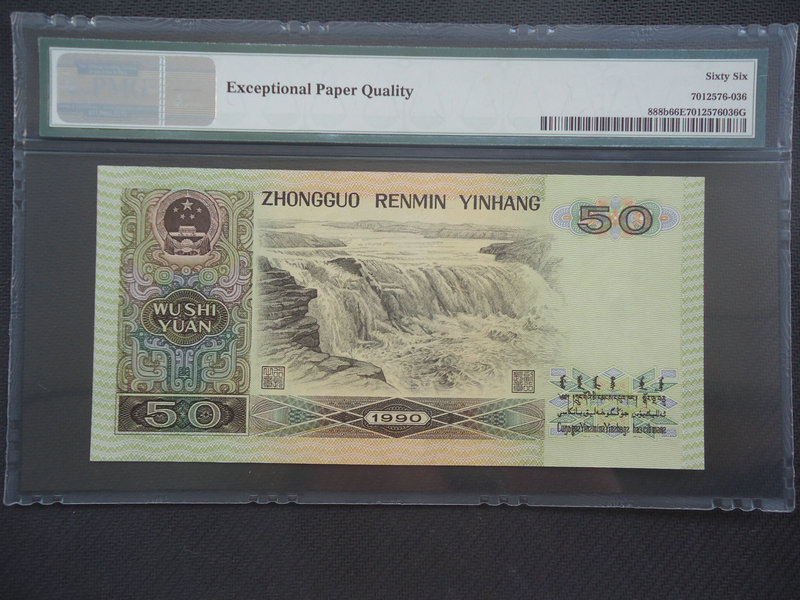 Exceptional Paper Quality
Sixty Six
7012576-036
888b66E7012576036G
ZHONGGUO RENMIN YINHANG
50
WU SHI
YUAN
50
1990